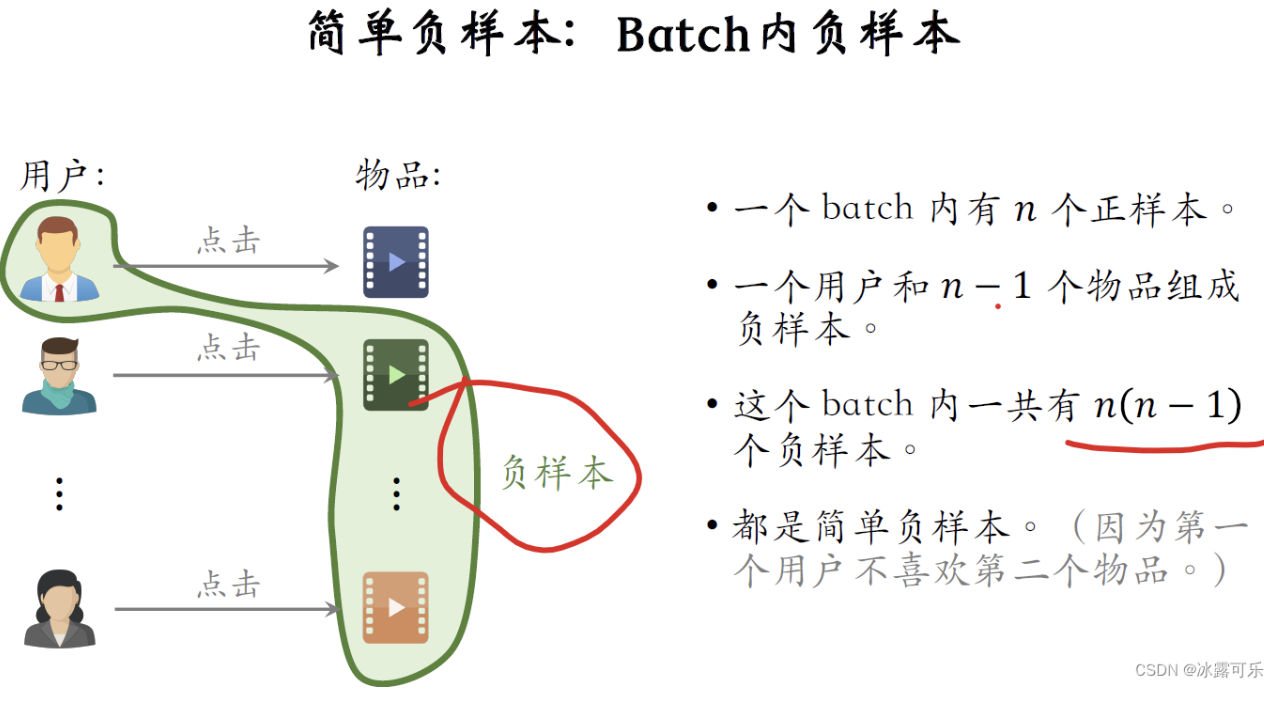 简单负样本：Batch内负样本
用户：
物品：
点击
点击
⋮
⋮
点击
负样本
• 一个 batch 内有 n 个正样本。
• 一个用户和 n − 1 个物品组成
负样本。
• 这个 batch 内一共有 n(n − 1)
个负样本。
• 都是简单负样本。（因为第一
个用户不喜欢第二个物品。）
CSDN @冰露可乐